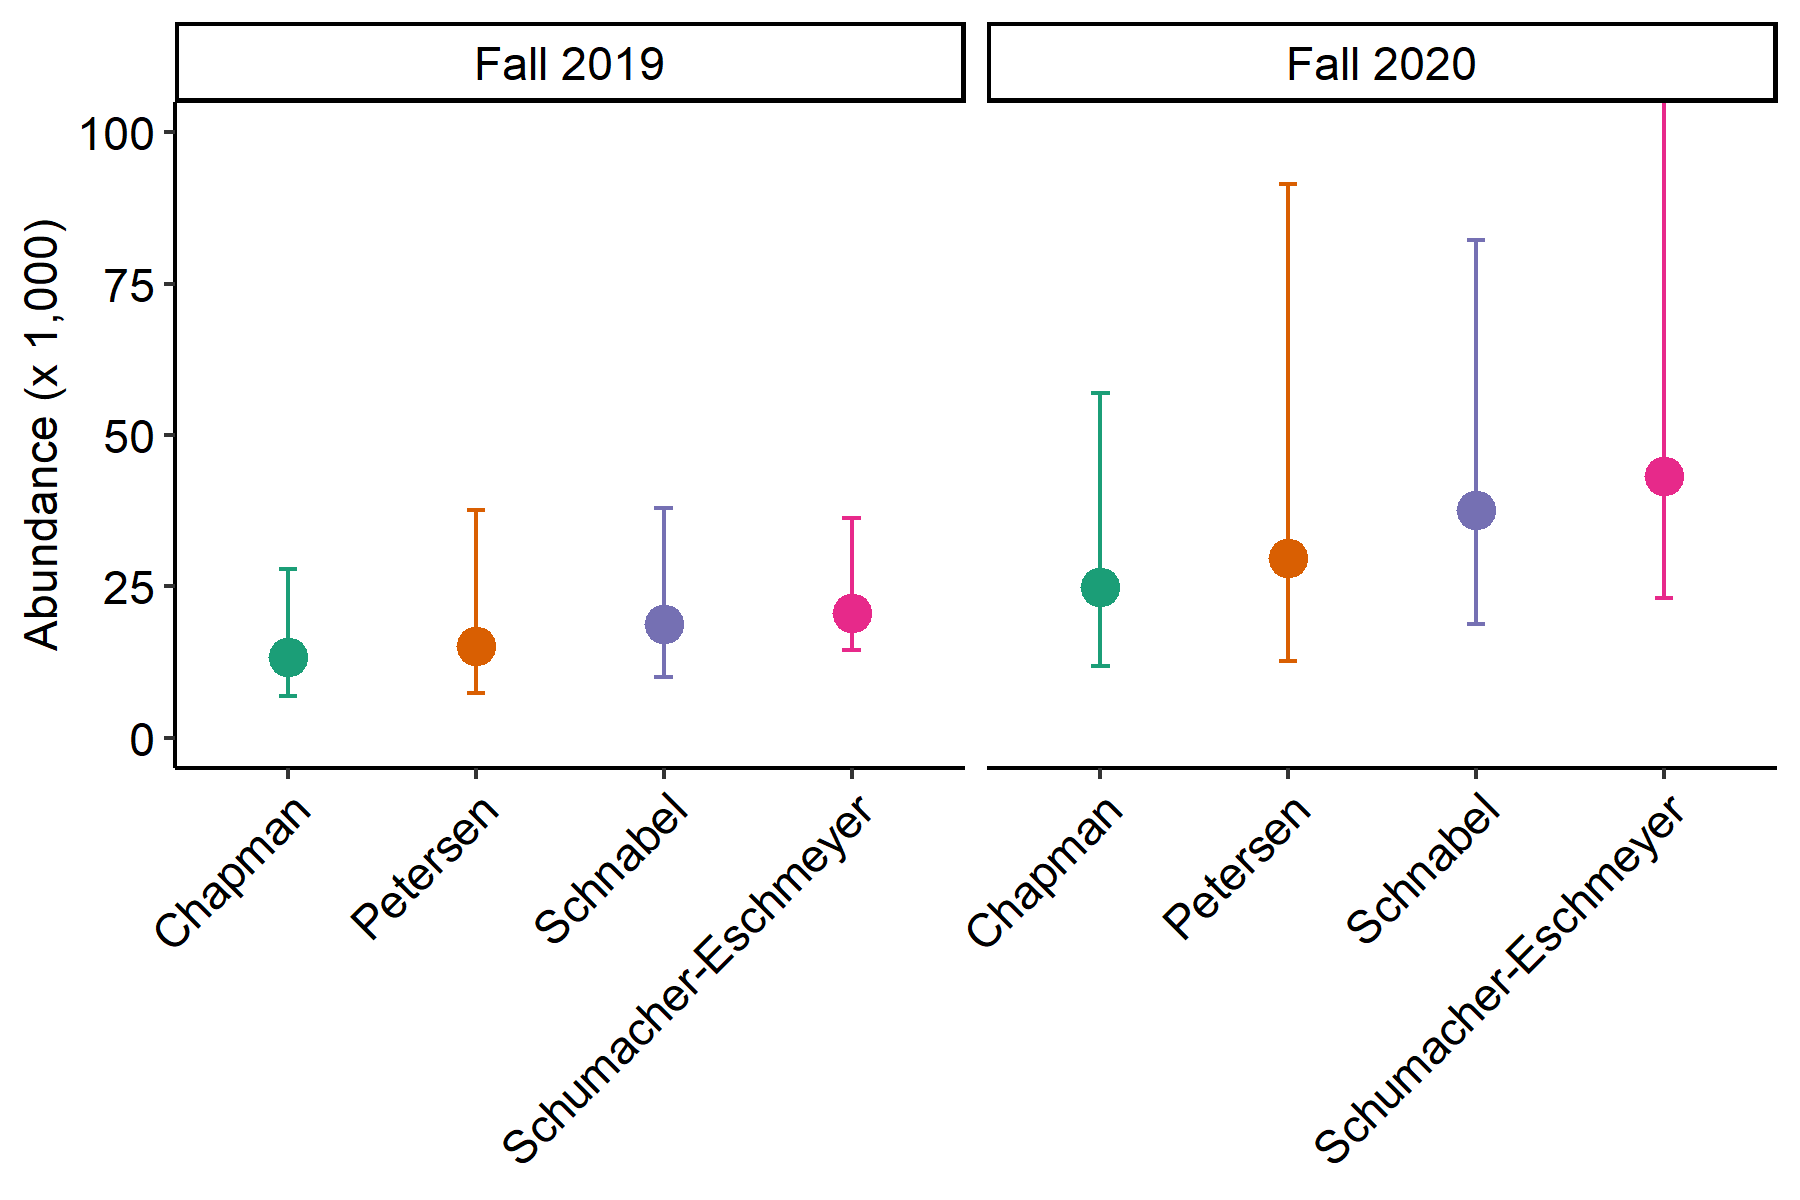 Fall 2019
Fall 2020
Abundance (x 1,000)
100
75
50
25
0
Chapman
Petersen
Schnabel
Schumacher-Eschmeyer
Chapman
Petersen
Schnabel
Schumacher-Eschmeyer